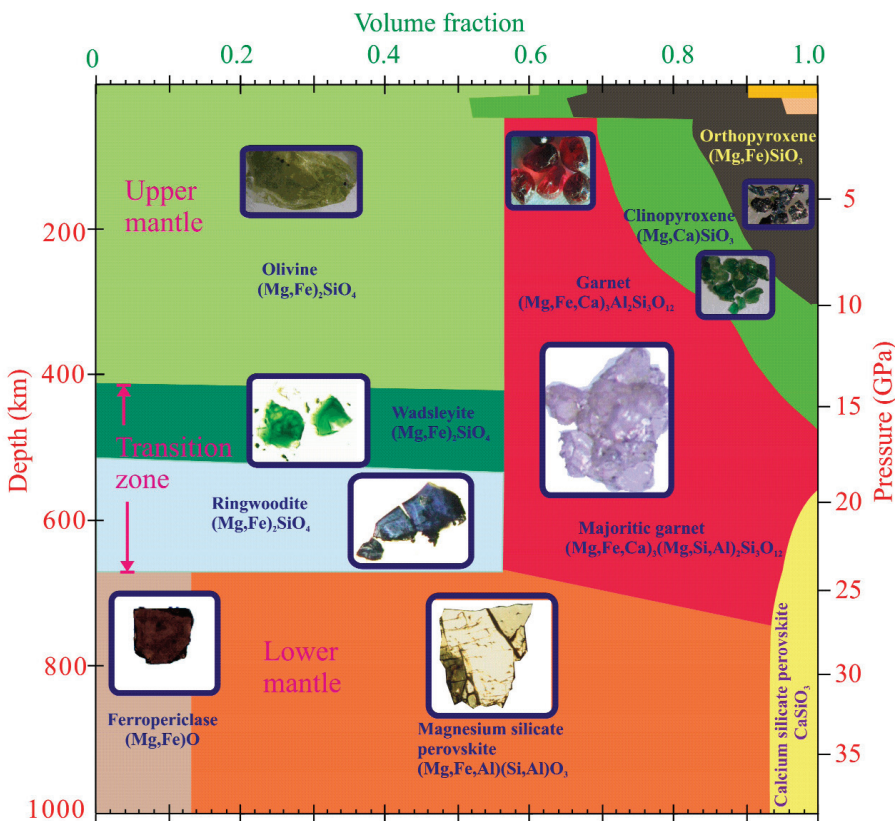 Volume fraction
0 0.2 0.4 0.6 0.8 1.0
Depth (km)
200
400
600
800
1000
Pressure (GPa)
5
10
15
20
25
30
35
Upper
mantle
Olivine
(Mg,Fe)₂SiO₄
Orthopyroxene
(Mg,Fe)SiO₃
Clinopyroxene
(Mg,Ca)SiO₃
Garnet
(Mg,Fe,Ca)₃Al₂Si₃O₁₂
Transition
zone
Wadsleyite
(Mg,Fe)₂SiO₄
Ringwoodite
(Mg,Fe)₂SiO₄
Majoritic garnet
(Mg,Fe,Ca)₃(Mg,Si,Al)₂Si₃O₁₂
Lower
mantle
Ferropericlase
(Mg,Fe)O
Magnesium silicate
perovskite
(Mg,Fe,Al)(Si,Al)O₃
Calcium silicate perovskite
CaSiO₃